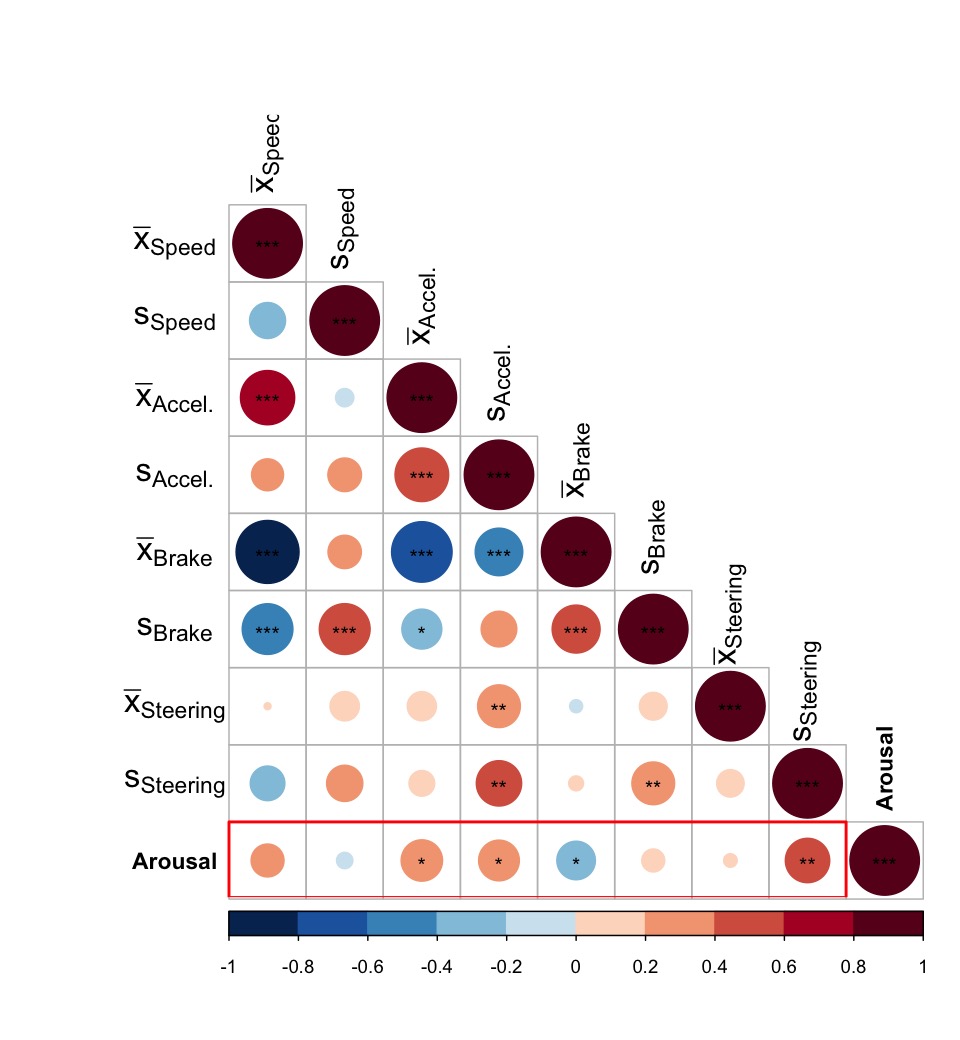 x̄Speed
sSpeed
x̄Accel.
sAccel.
x̄Brake
sBrake
x̄Steering
sSteering
Arousal
x̄Speed ***
sSpeed ***
x̄Accel. *** ***
sAccel. *** ***
x̄Brake *** *** *** ***
sBrake *** *** * *** ***
x̄Steering ** ***
sSteering ** ** ***
Arousal * * * ** ***
-1 -0.8 -0.6 -0.4 -0.2 0 0.2 0.4 0.6 0.8 1